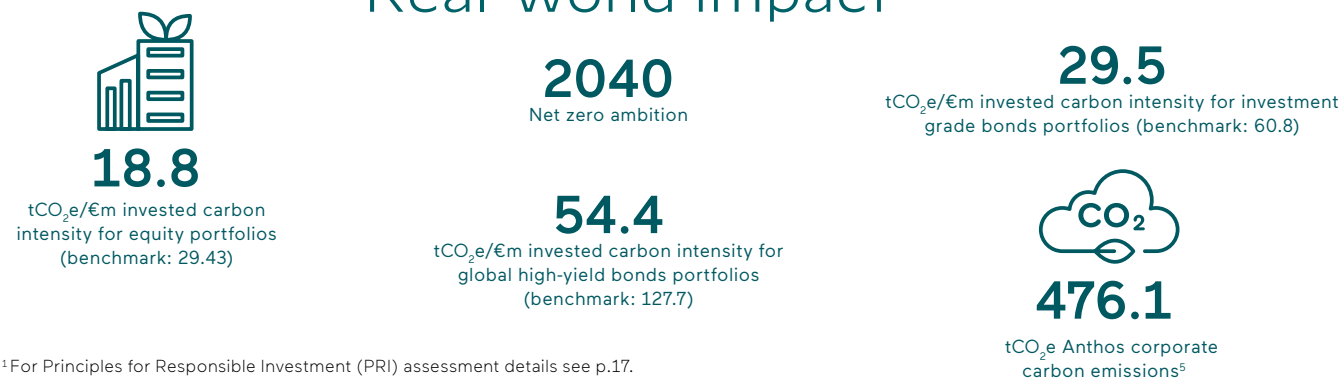 Real-world impact
18.8
tCO₂e/€m invested carbon
intensity for equity portfolios
(benchmark: 29.43)
2040
Net zero ambition
54.4
tCO₂e/€m invested carbon intensity for
global high-yield bonds portfolios
(benchmark: 127.7)
29.5
tCO₂e/€m invested carbon intensity for investment
grade bonds portfolios (benchmark: 60.8)
CO₂
476.1
tCO₂e Anthos corporate
carbon emissions⁵
¹For Principles for Responsible Investment (PRI) assessment details see p.17.